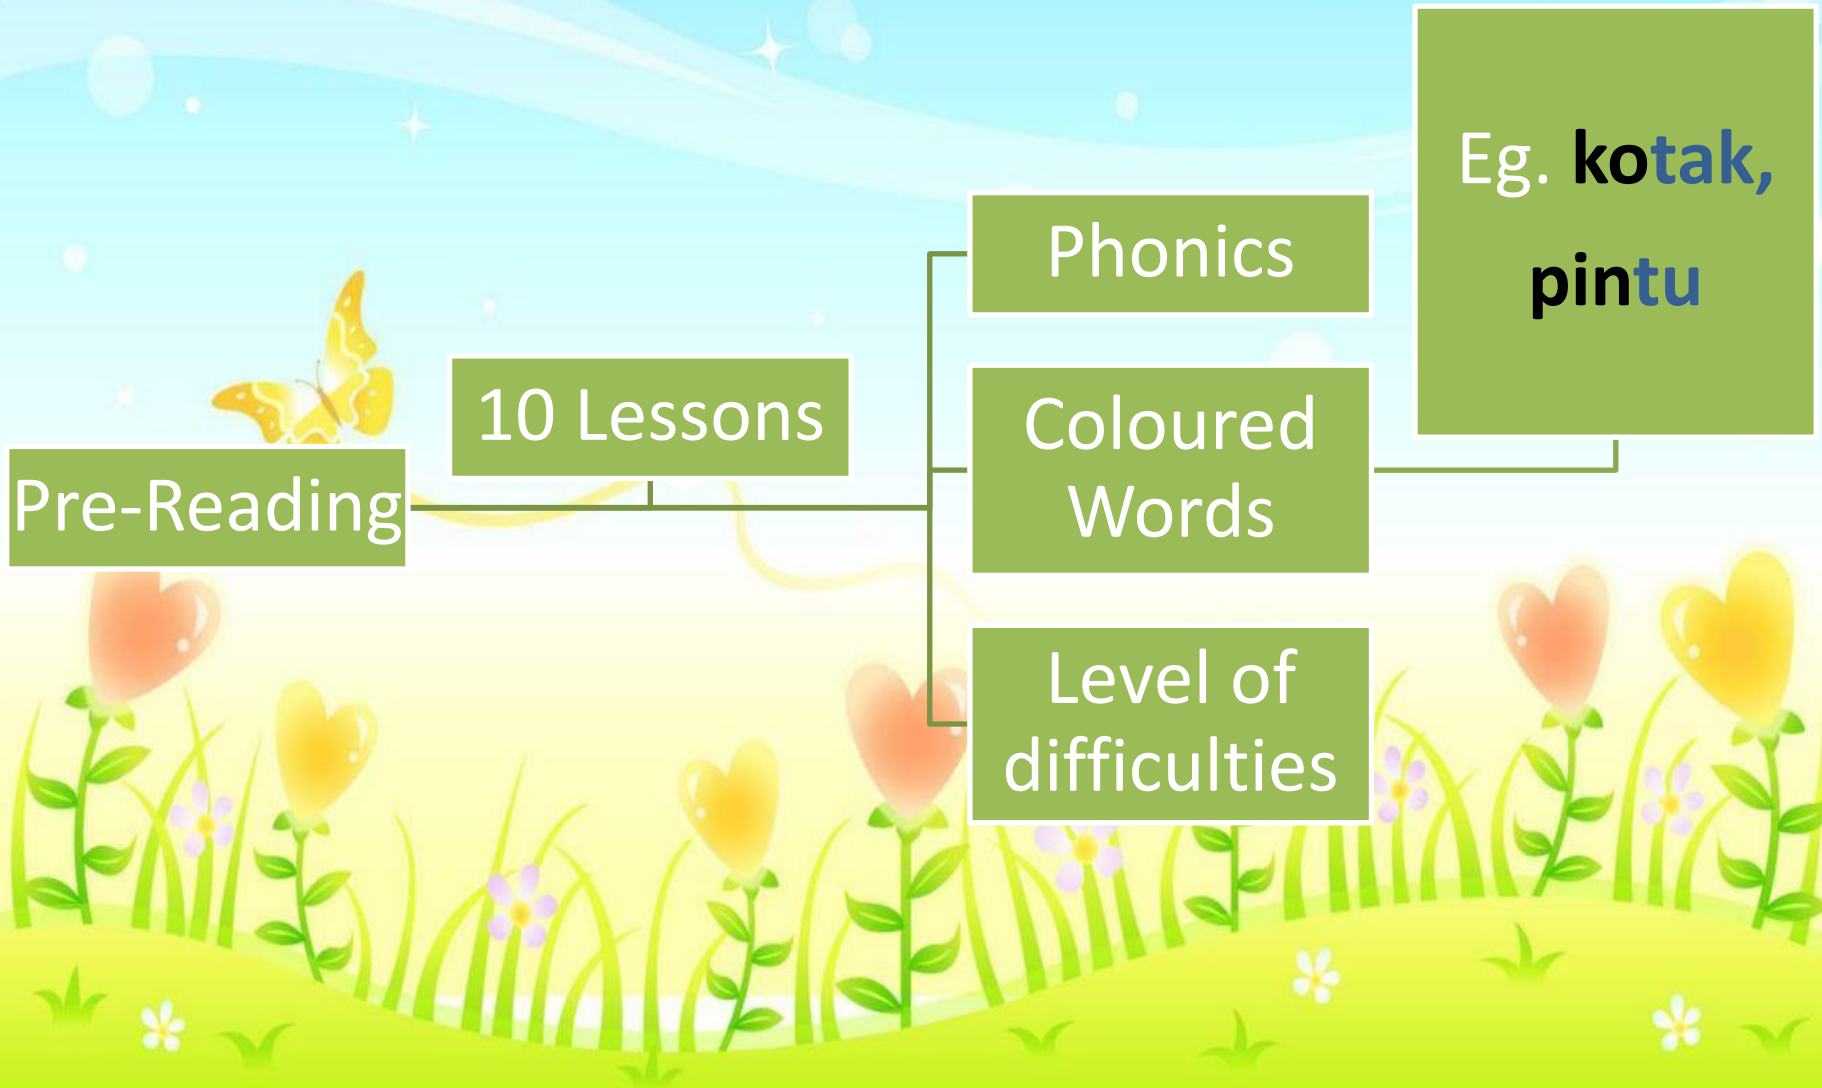 Pre-Reading
10 Lessons
Phonics
Coloured
Words
Eg. kotak,
pintu
Level of
difficulties